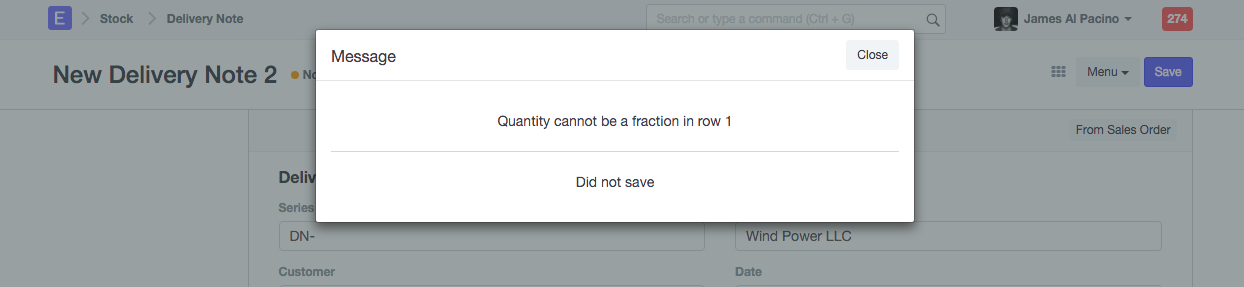 E Stock Delivery Note Search or type a command (Ctrl + G) James Al Pacino 274
Message Close
New Delivery Note 2 Menu Save
Quantity cannot be a fraction in row 1
From Sales Order
Did not save
Series
DN- Wind Power LLC
Customer Date